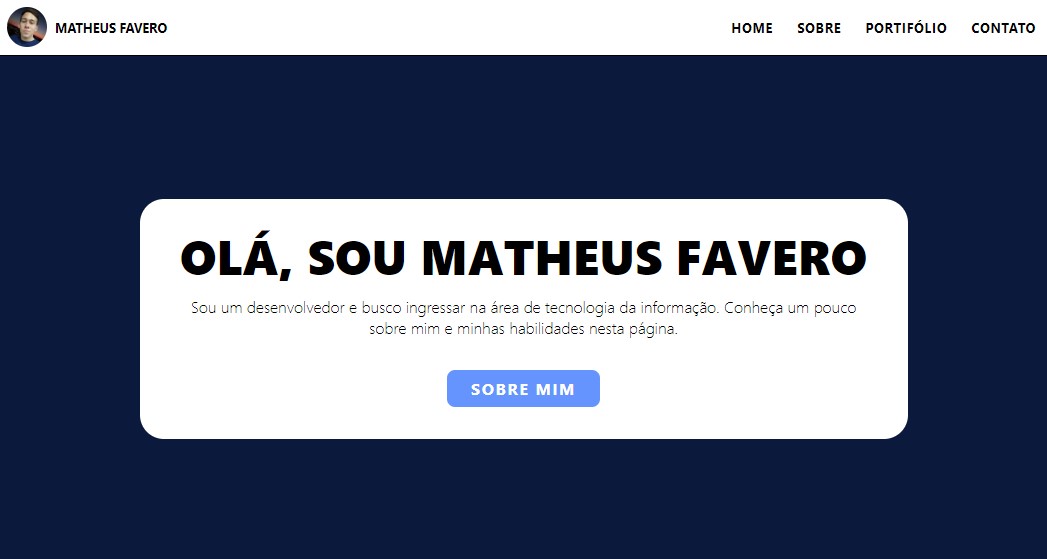 MATHEUS FAVERO
HOME SOBRE PORTIFÓLIO CONTATO
OLÁ, SOU MATHEUS FAVERO
Sou um desenvolvedor e busco ingressar na área de tecnologia da informação. Conheça um pouco
sobre mim e minhas habilidades nesta página.
SOBRE MIM